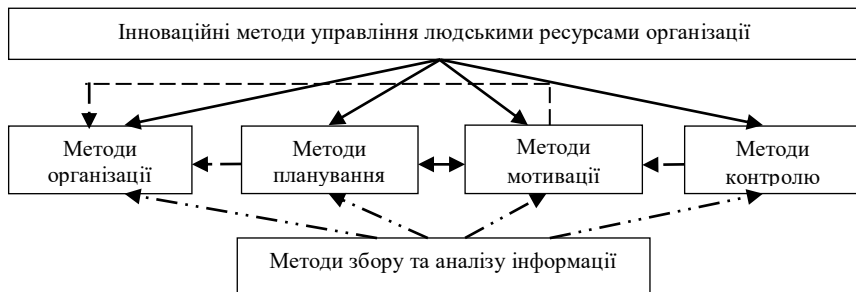 Інноваційні методи управління людськими ресурсами організації
Методи
організації
Методи
планування
Методи
мотивації
Методи
контролю
Методи збору та аналізу інформації